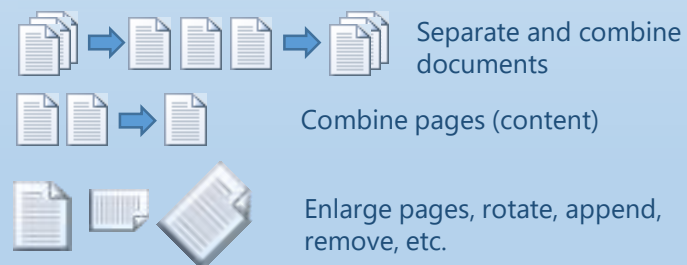 Separate and combine
documents
Combine pages (content)
Enlarge pages, rotate, append,
remove, etc.